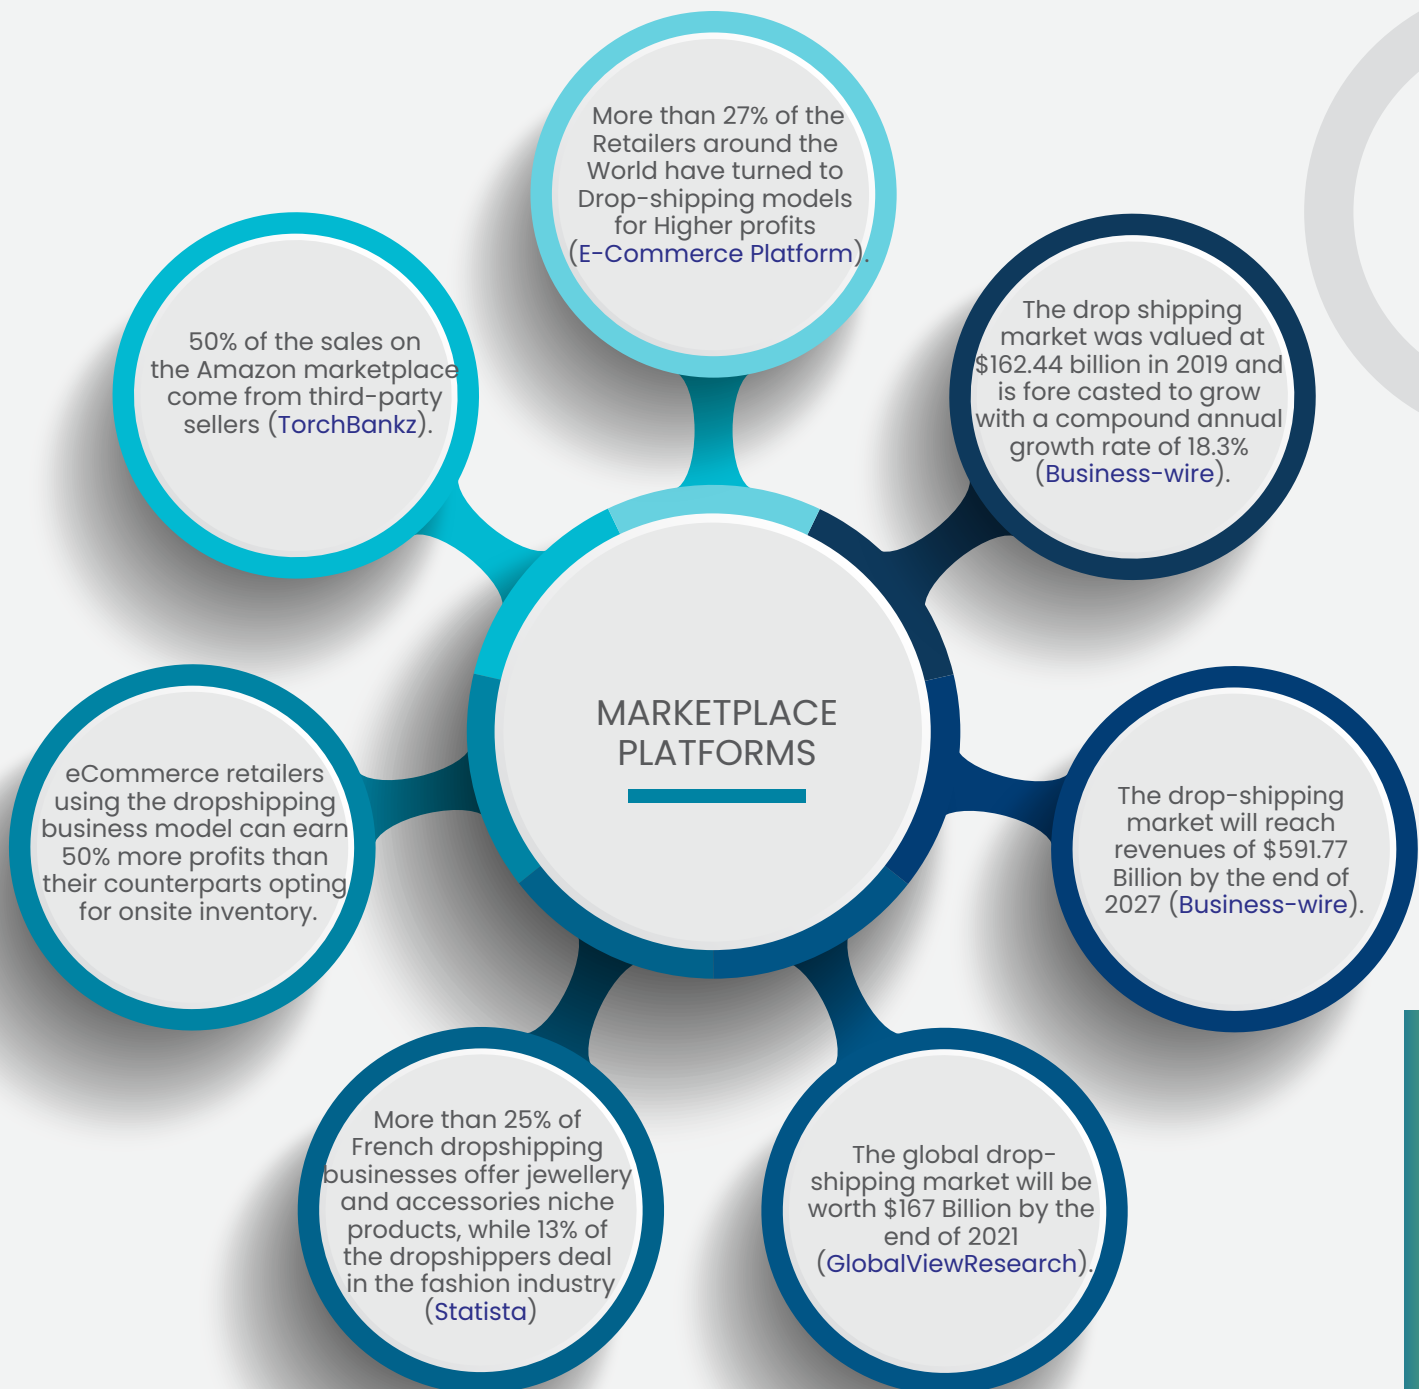 More than 27% of the
Retailers around the
World have turned to
Drop-shipping models
for Higher profits
(E-Commerce Platform).
50% of the sales on
the Amazon marketplace
come from third-party
sellers (TorchBankz).
The drop shipping
market was valued at
$162.44 billion in 2019 and
is fore casted to grow
with a compound annual
growth rate of 18.3%
(Business-wire).
MARKETPLACE
PLATFORMS
eCommerce retailers
using the dropshipping
business model can earn
50% more profits than
their counterparts opting
for onsite inventory.
The drop-shipping
market will reach
revenues of $591.77
Billion by the end of
2027 (Business-wire).
More than 25% of
French dropshipping
businesses offer jewellery
and accessories niche
products, while 13% of
the dropshippers deal
in the fashion industry
(Statista)
The global drop-
shipping market will be
worth $167 Billion by the
end of 2021
(GlobalViewResearch).